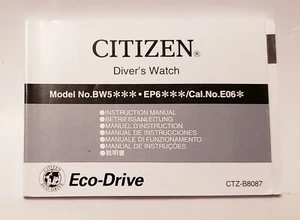 CITIZEN®
Diver's Watch
Model No.BW5✳✳✳•EP6✳✳✳/Cal.No.E06✳
●INSTRUCTION MANUAL
●BETRIEBSANLEITUNG
●MANUEL D'INSTRUCTION
●MANUAL DE INSTRUCCIONES
●MANUALE DI FUNZIONAMENTO
●MANUAL DE INSTRUÇÕES
●説明書
Eco-Drive
CTZ-B8087